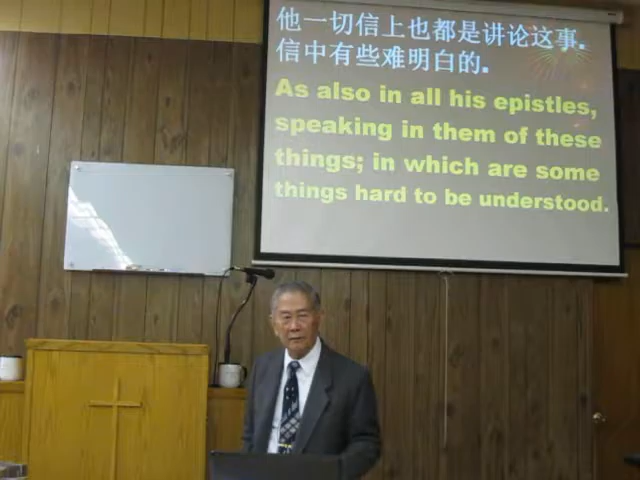 他一切信上也都是讲论这事.
信中有些难明白的.
As also in all his epistles,
speaking in them of these
things; in which are some
things hard to be understood.